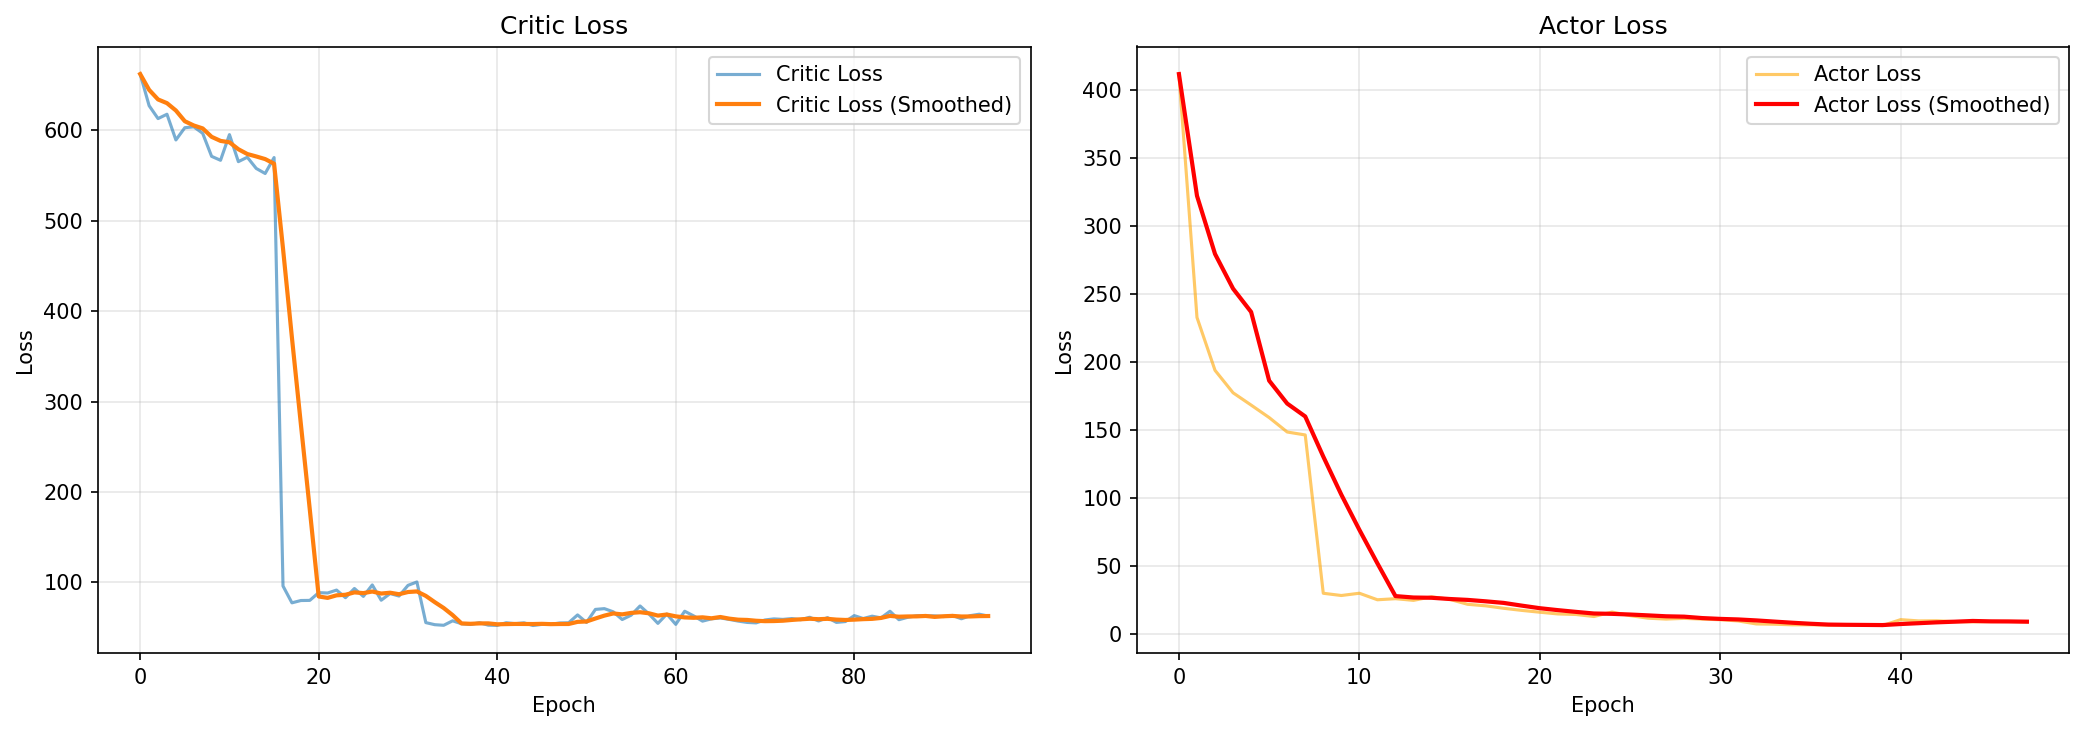 Critic Loss
Critic Loss
Critic Loss (Smoothed)
600
500
400
300
200
100
Loss
0
20
40
60
80
Epoch
Actor Loss
Actor Loss
Actor Loss (Smoothed)
400
350
300
250
200
150
100
50
0
Loss
0
10
20
30
40
Epoch